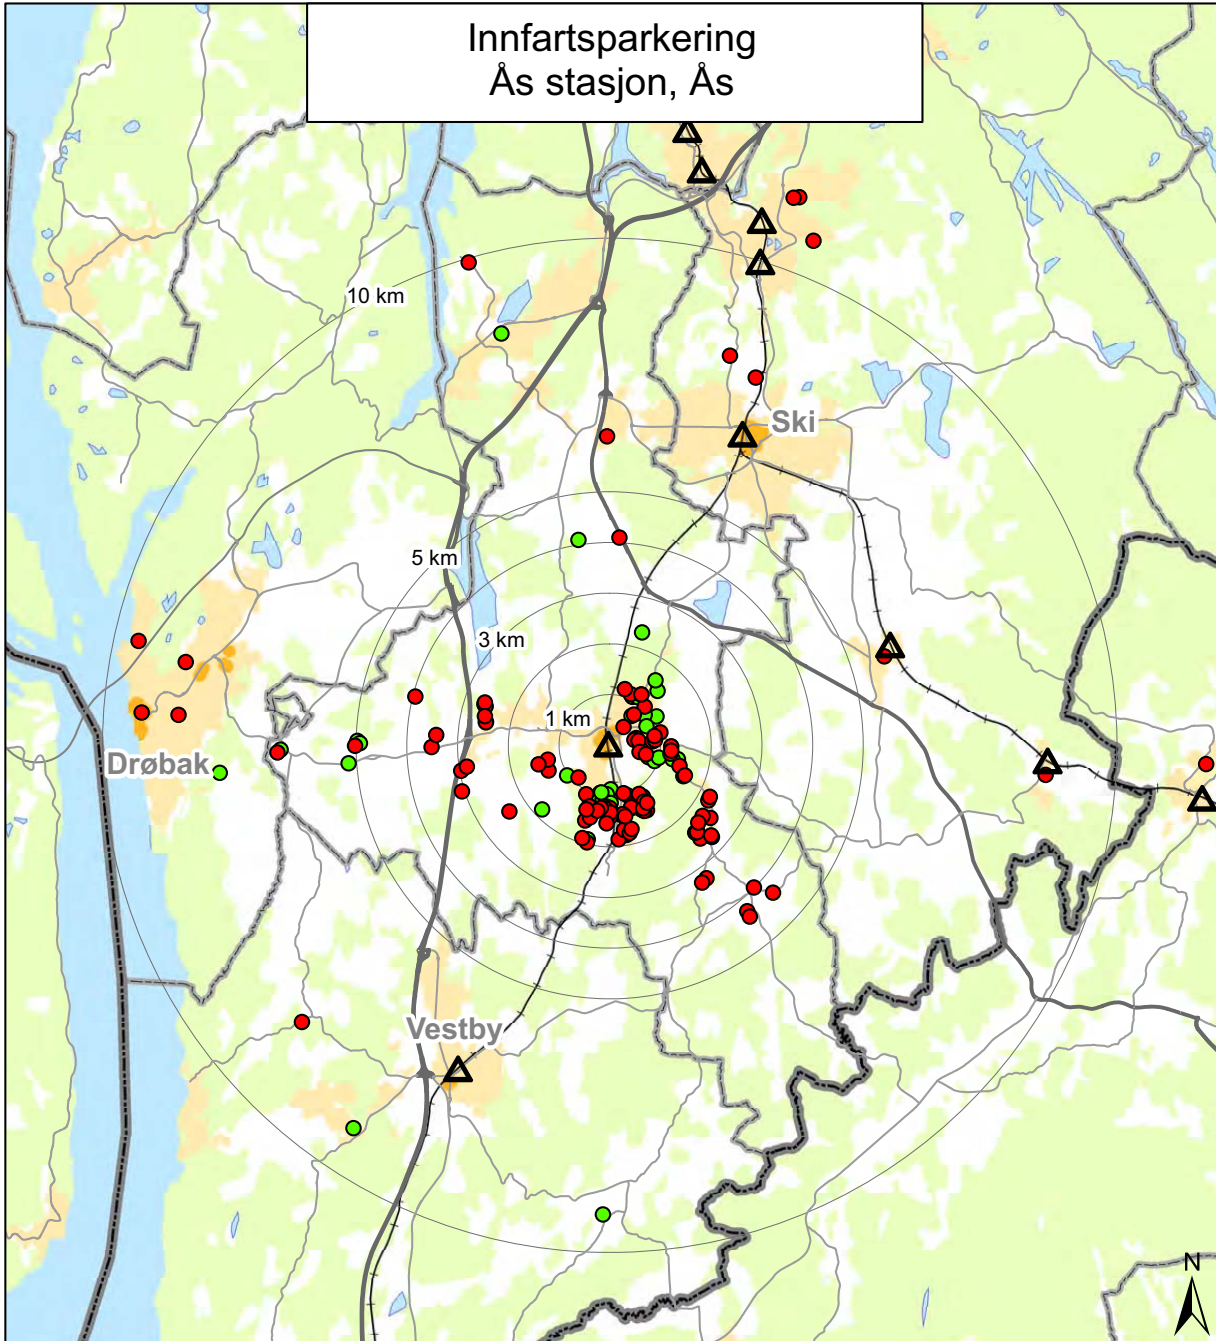 Innfartsparkering
Ås stasjon, Ås
10 km
Ski
5 km
3 km
1 km
Drøbak
Vestby
N